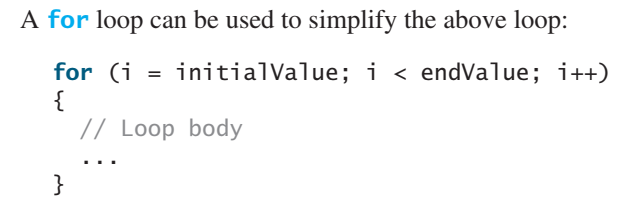 A for loop can be used to simplify the above loop:
for (i = initialValue; i < endValue; i++)
{
// Loop body
...
}